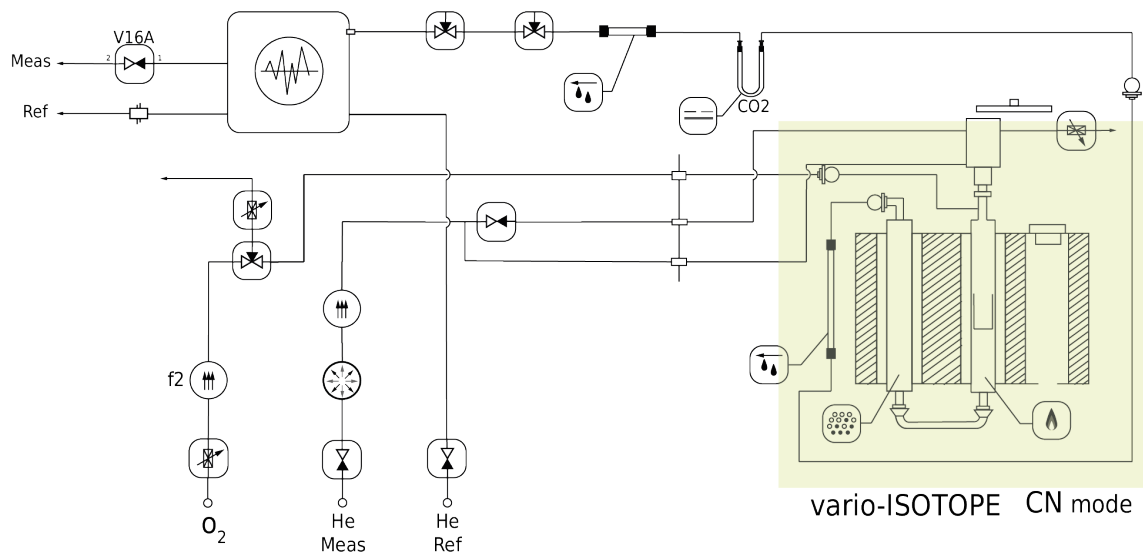 V16A
Meas
2
1
Ref
CO2
f2
O2
He
Meas
He
Ref
vario-ISOTOPE CN mode